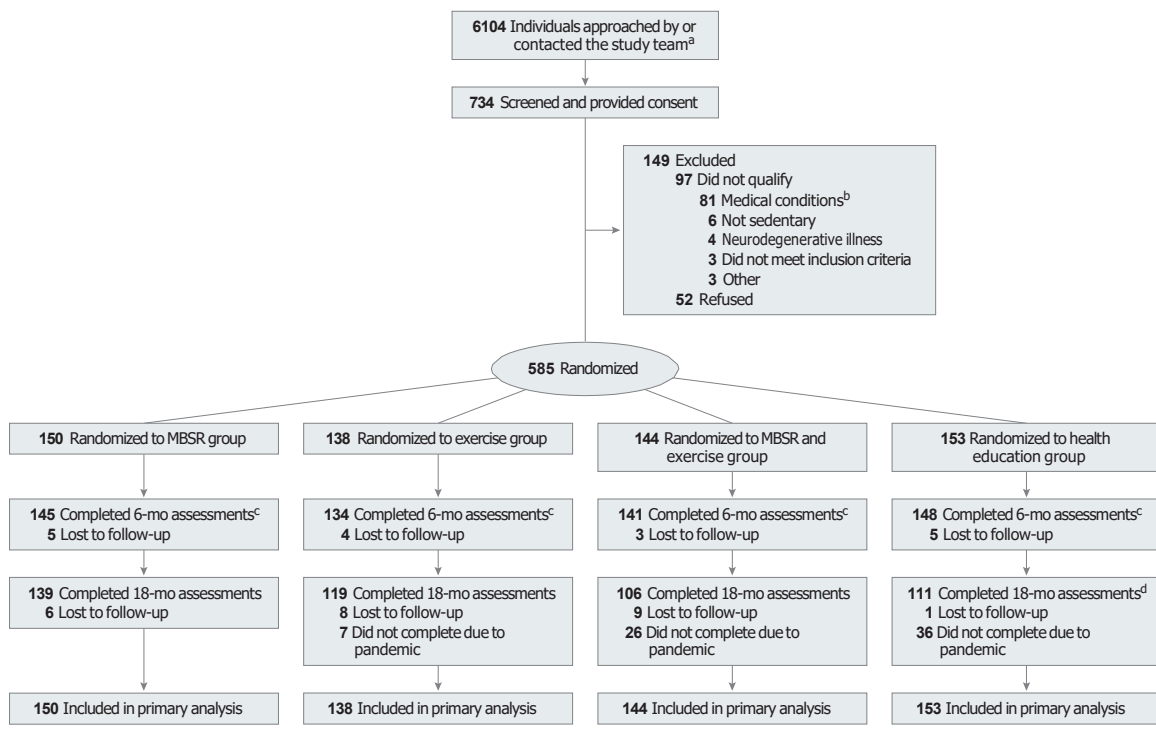 6104 Individuals approached by or
contacted the study teamᵃ
734 Screened and provided consent
149 Excluded
97 Did not qualify
81 Medical conditionsᵇ
6 Not sedentary
4 Neurodegenerative illness
3 Did not meet inclusion criteria
3 Other
52 Refused
585 Randomized
150 Randomized to MBSR group
138 Randomized to exercise group
144 Randomized to MBSR and
exercise group
153 Randomized to health
education group
145 Completed 6-mo assessmentsᶜ
5 Lost to follow-up
134 Completed 6-mo assessmentsᶜ
4 Lost to follow-up
141 Completed 6-mo assessmentsᶜ
3 Lost to follow-up
148 Completed 6-mo assessmentsᶜ
5 Lost to follow-up
139 Completed 18-mo assessments
6 Lost to follow-up
119 Completed 18-mo assessments
8 Lost to follow-up
7 Did not complete due to
pandemic
106 Completed 18-mo assessments
9 Lost to follow-up
26 Did not complete due to
pandemic
111 Completed 18-mo assessmentsᵈ
1 Lost to follow-up
36 Did not complete due to
pandemic
150 Included in primary analysis
138 Included in primary analysis
144 Included in primary analysis
153 Included in primary analysis